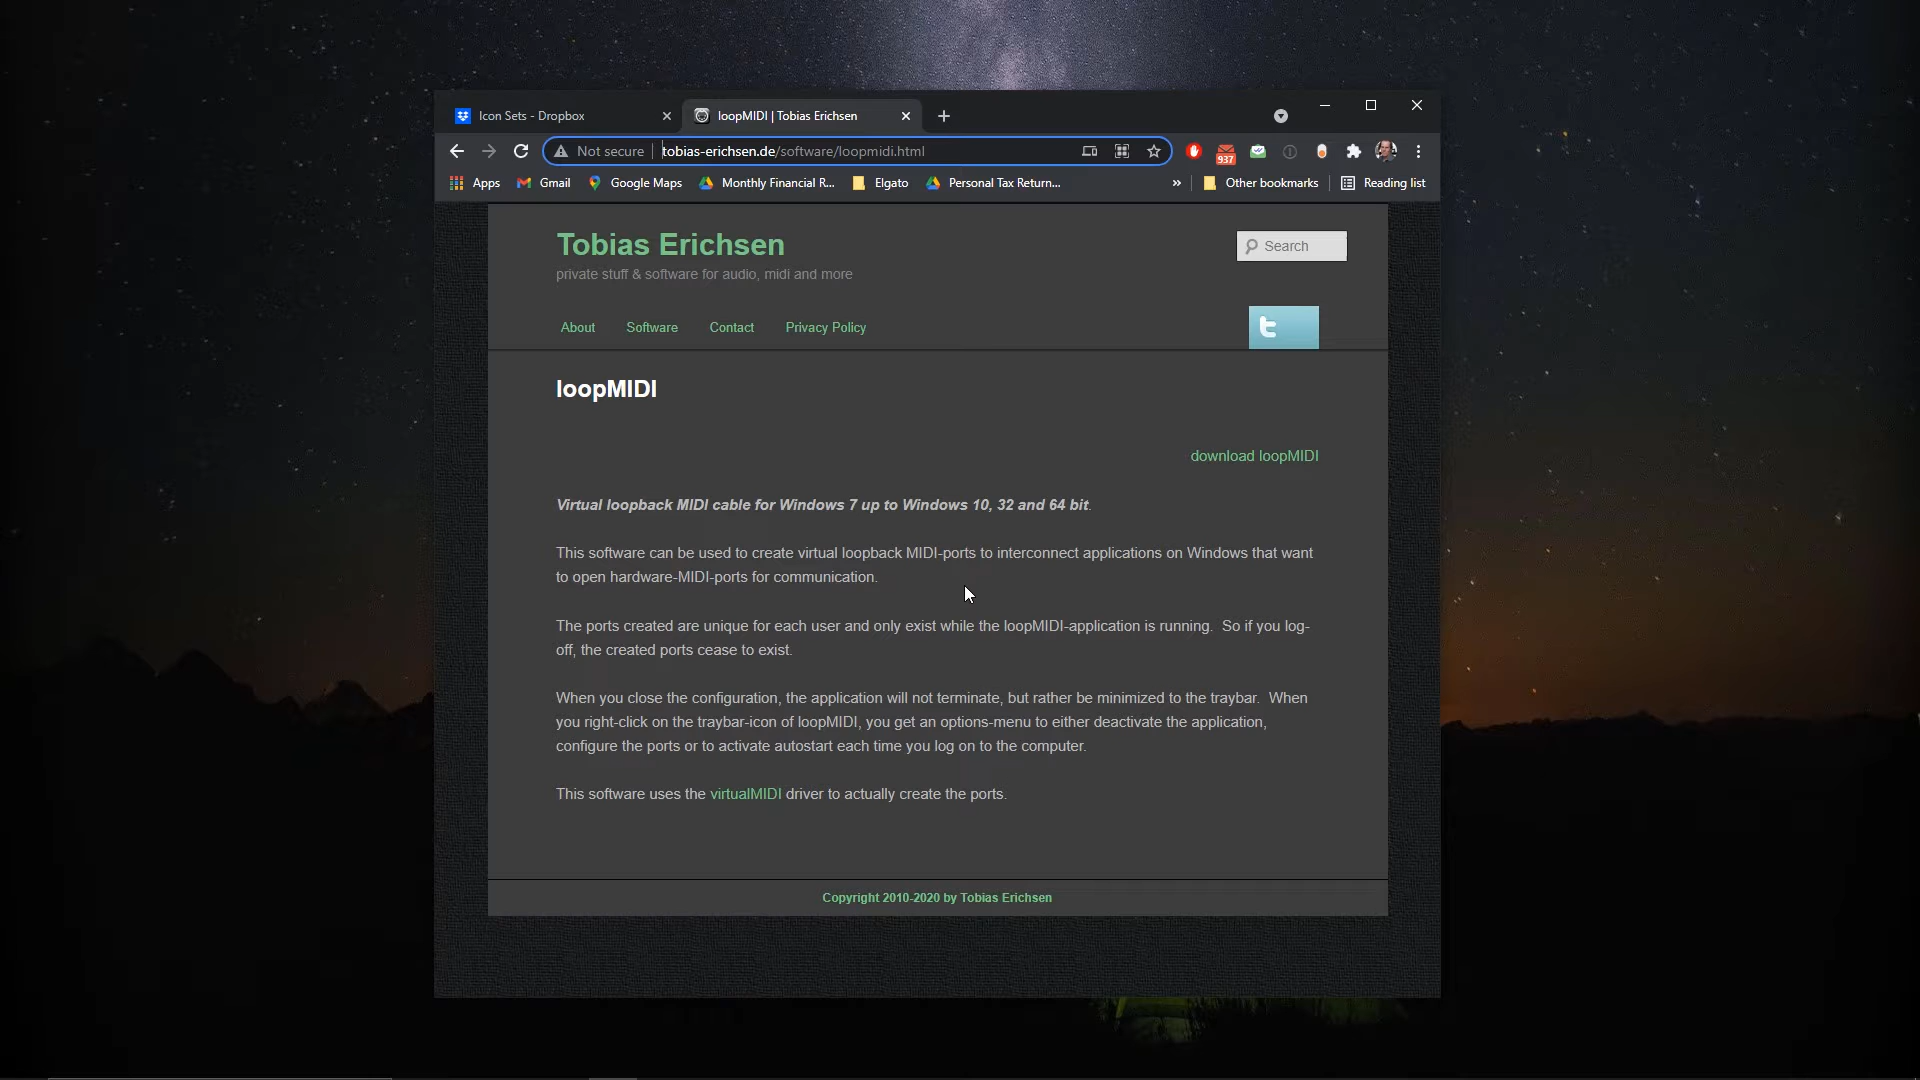 Icon Sets - Dropbox
loopMIDI | Tobias Erichsen
Not secure
tobias-erichsen.de/software/loopmidi.html
937
Apps
Gmail
Google Maps
Monthly Financial R...
Elgato
Personal Tax Return...
»
Other bookmarks
Reading list
Tobias Erichsen
private stuff & software for audio, midi and more
Search
About
Software
Contact
Privacy Policy
loopMIDI
download loopMIDI
Virtual loopback MIDI cable for Windows 7 up to Windows 10, 32 and 64 bit.
This software can be used to create virtual loopback MIDI-ports to interconnect applications on Windows that want
to open hardware-MIDI-ports for communication.
The ports created are unique for each user and only exist while the loopMIDI-application is running.  So if you log-
off, the created ports cease to exist.
When you close the configuration, the application will not terminate, but rather be minimized to the traybar.  When
you right-click on the traybar-icon of loopMIDI, you get an options-menu to either deactivate the application,
configure the ports or to activate autostart each time you log on to the computer.
This software uses the virtualMIDI driver to actually create the ports.
Copyright 2010-2020 by Tobias Erichsen